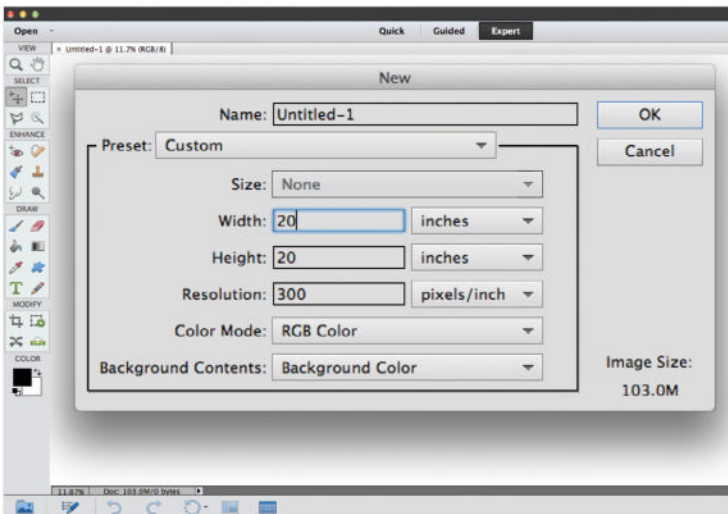 Open
Quick Guided Expert
VIEW
× Untitled-1 @ 11.7% (RGB/8)
SELECT
ENHANCE
DRAW
T
MODIFY
COLOR
New
Name: Untitled-1
OK
Preset: Custom
Cancel
Size: None
Width: 20 inches
Height: 20 inches
Resolution: 300 pixels/inch
Color Mode: RGB Color
Background Contents: Background Color
Image Size:
103.0M
11.67% Doc: 103.0M/0 bytes